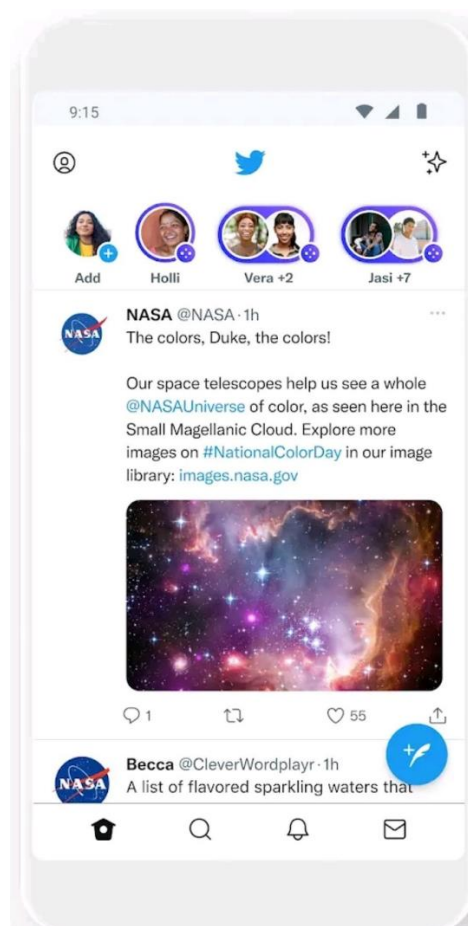 9:15
Add
Holli
Vera +2
Jasi +7
NASA
NASA @NASA · 1h
The colors, Duke, the colors!
Our space telescopes help us see a whole
@NASAUniverse of color, as seen here in the
Small Magellanic Cloud. Explore more
images on #NationalColorDay in our image
library: images.nasa.gov
1
55
NASA
Becca @CleverWordplayr · 1h
A list of flavored sparkling waters that